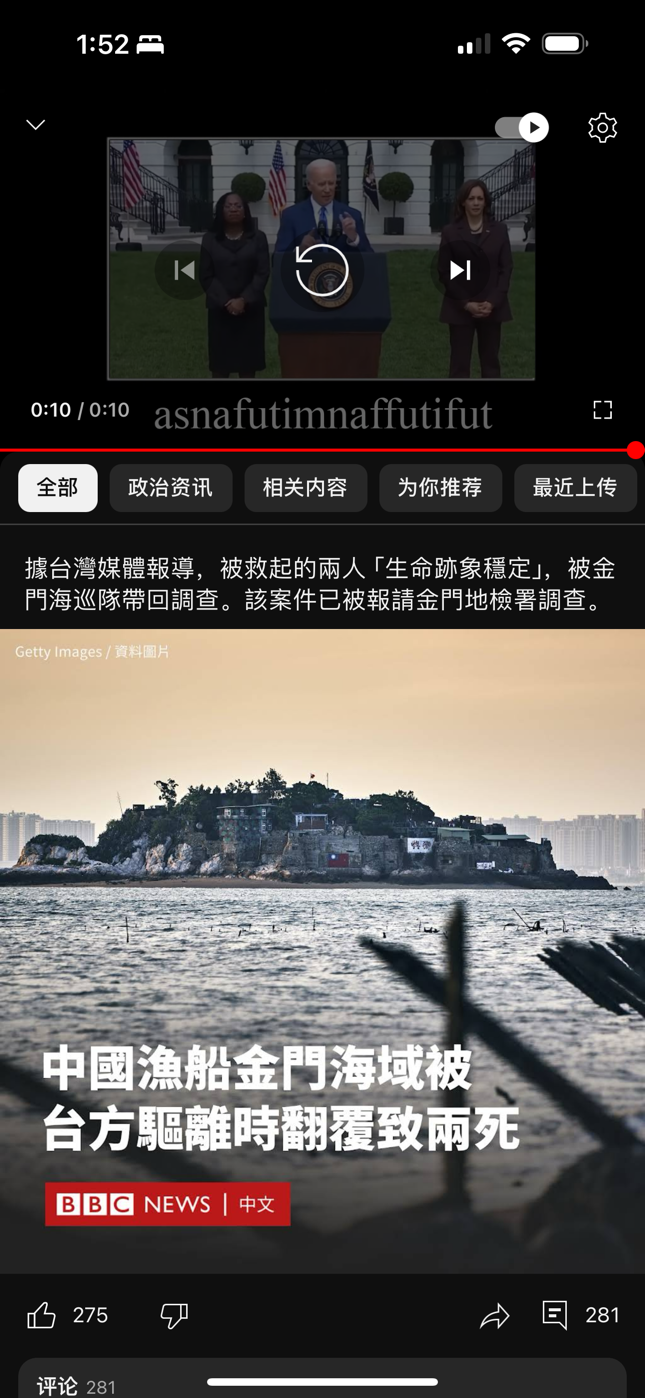 1:52
0:10 / 0:10
asnafutimnaffutifut
全部
政治资讯
相关内容
为你推荐
最近上传
據台灣媒體報導，被救起的兩人「生命跡象穩定」，被金
門海巡隊帶回調查。該案件已被報請金門地檢署調查。
Getty Images / 資料圖片
中國漁船金門海域被
台方驅離時翻覆致兩死
BBC NEWS | 中文
275
281
评论 281